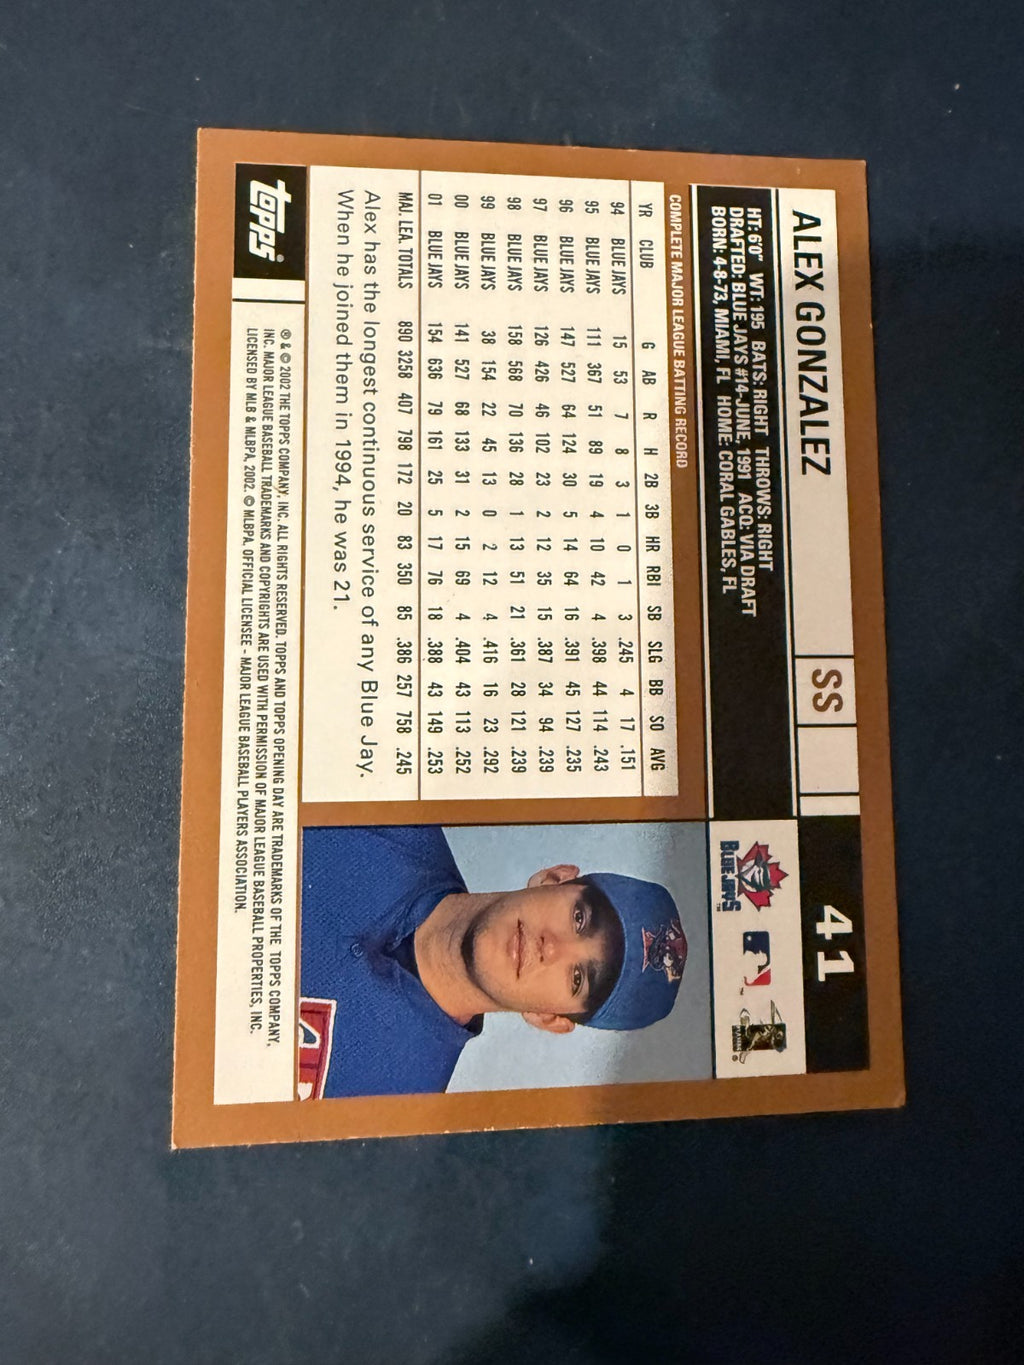 ALEX GONZALEZ
SS
41
HT: 6'0" WT: 195 BATS: RIGHT THROWS: RIGHT
DRAFTED: BLUE JAYS #14-JUNE, 1991 ACQ: VIA DRAFT
BORN: 4-8-73, MIAMI, FL HOME: CORAL GABLES, FL
BLUE JAYS
COMPLETE MAJOR LEAGUE BATTING RECORD
YR CLUB G AB R H 2B 3B HR RBI SB SLG BB SO AVG
94 BLUE JAYS 15 53 7 8 3 1 0 1 3 .245 4 17 .151
95 BLUE JAYS 111 367 51 89 19 4 10 42 4 .398 44 114 .243
96 BLUE JAYS 147 527 64 124 30 5 14 64 16 .391 45 127 .235
97 BLUE JAYS 126 426 46 102 23 2 12 35 15 .387 34 94 .239
98 BLUE JAYS 158 568 70 136 28 1 13 51 21 .361 28 121 .239
99 BLUE JAYS 38 154 22 45 13 0 2 12 4 .416 16 23 .292
00 BLUE JAYS 141 527 68 133 31 2 15 69 4 .404 43 113 .252
01 BLUE JAYS 154 636 79 161 25 5 17 76 18 .388 43 149 .253
MAJ. LEA. TOTALS 890 3258 407 798 172 20 83 350 85 .386 257 758 .245
Alex has the longest continuous service of any Blue Jay.
When he joined them in 1994, he was 21.
topps®
® & © 2002 THE TOPPS COMPANY, INC. ALL RIGHTS RESERVED. TOPPS AND TOPPS OPENING DAY ARE TRADEMARKS OF THE TOPPS COMPANY,
INC. MAJOR LEAGUE BASEBALL TRADEMARKS AND COPYRIGHTS ARE USED WITH PERMISSION OF MAJOR LEAGUE BASEBALL PROPERTIES, INC.
LICENSED BY MLB & MLBPA, 2002. © MLBPA. OFFICIAL LICENSEE - MAJOR LEAGUE BASEBALL PLAYERS ASSOCIATION.